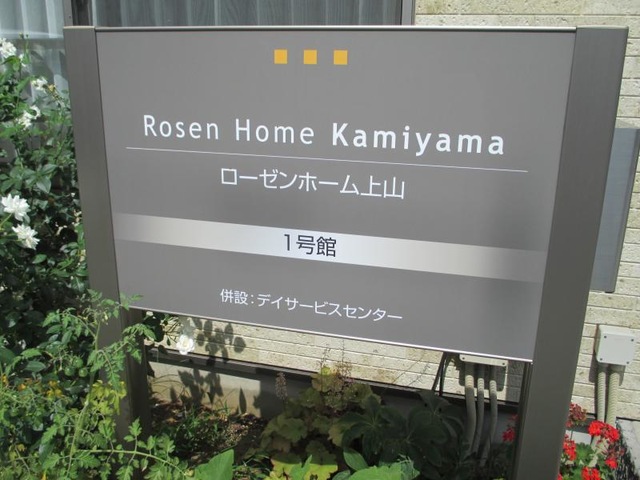 Rosen Home Kamiyama
ローゼンホーム上山
1号館
併設：デイサービスセンター